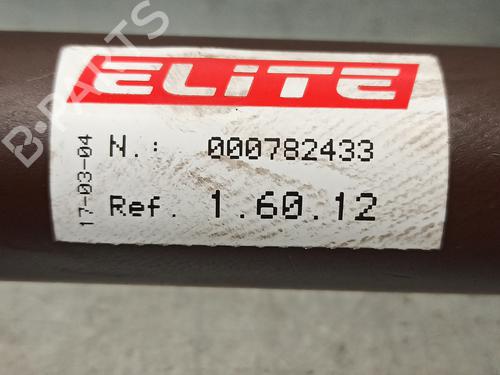 ELITE
N.: 000782433
Ref. 1.60.12
17-03-04
B-PARTS